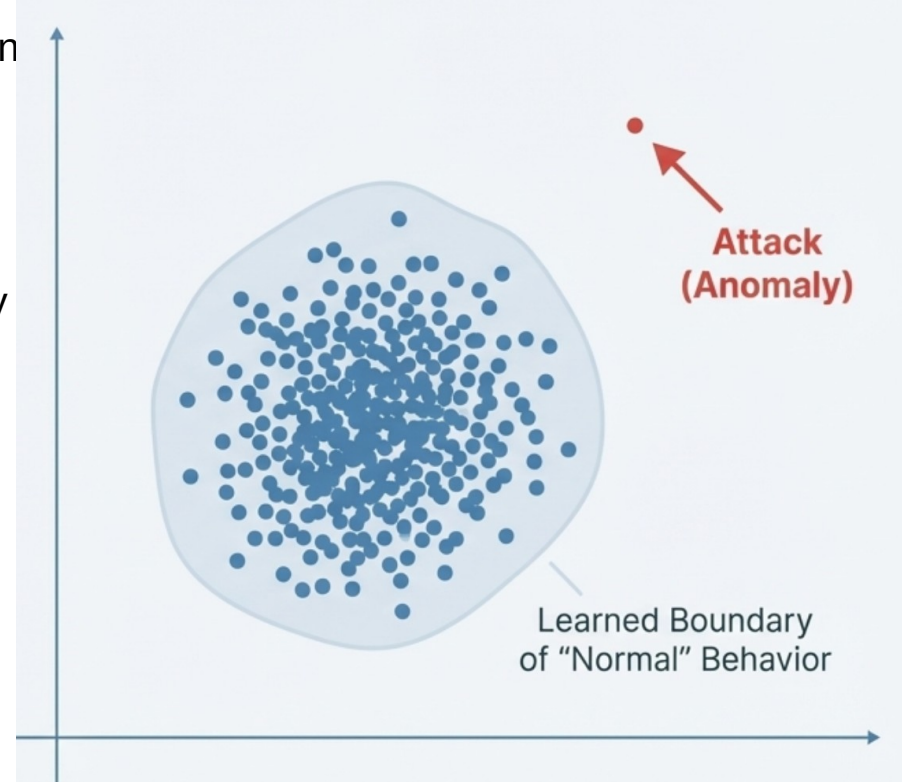 n
y
Attack
(Anomaly)
Learned Boundary
of “Normal” Behavior